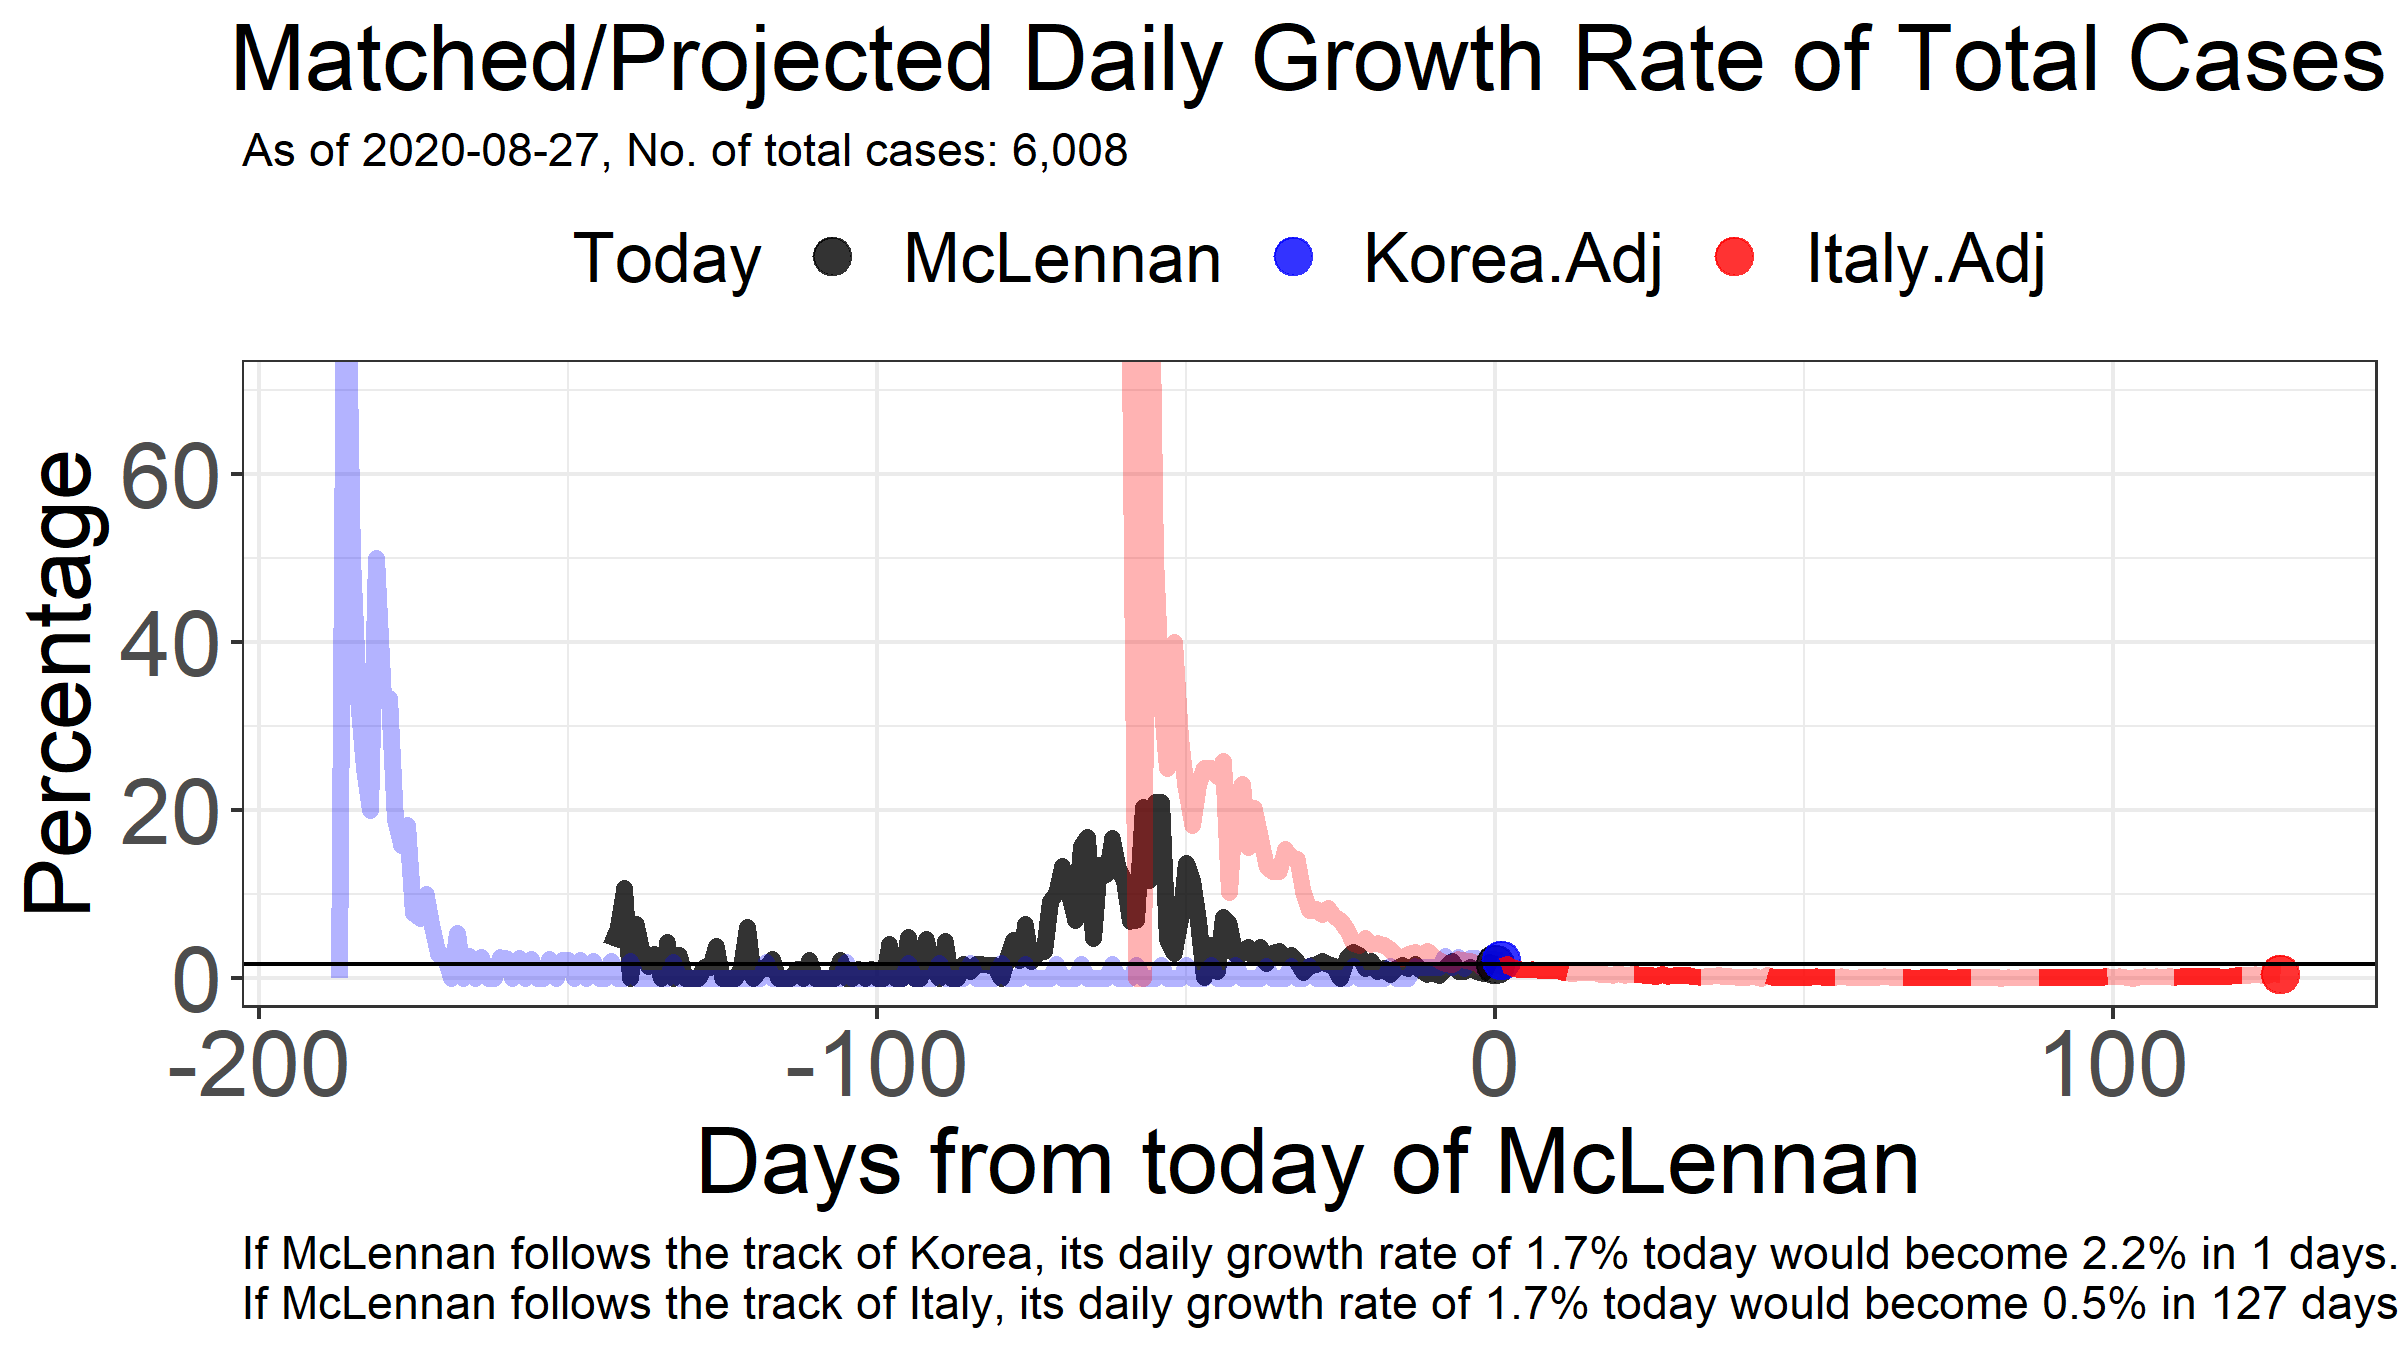 Matched/Projected Daily Growth Rate of Total Cases
As of 2020-08-27, No. of total cases: 6,008
Today McLennan Korea.Adj Italy.Adj
Percentage
60
40
20
0
-200 -100 0 100
Days from today of McLennan
If McLennan follows the track of Korea, its daily growth rate of 1.7% today would become 2.2% in 1 days.
If McLennan follows the track of Italy, its daily growth rate of 1.7% today would become 0.5% in 127 days